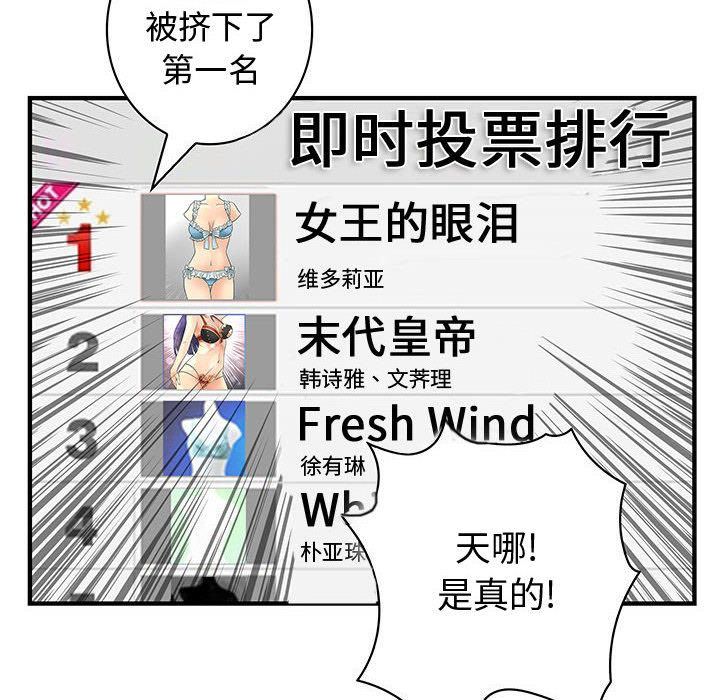 被挤下了
第一名
即时投票排行
HOT
1
女王的眼泪
维多莉亚
2
末代皇帝
韩诗雅、文荠理
3
Fresh Wind
徐有琳
4
朴亚珠
天哪!
是真的!